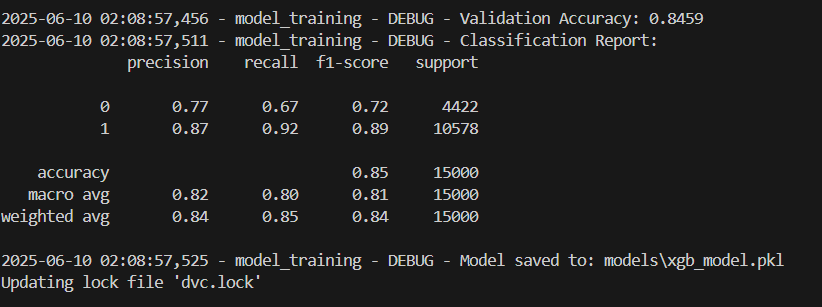 2025-06-10 02:08:57,456 - model_training - DEBUG - Validation Accuracy: 0.8459
2025-06-10 02:08:57,511 - model_training - DEBUG - Classification Report:
precision recall f1-score support
0 0.77 0.67 0.72 4422
1 0.87 0.92 0.89 10578
accuracy 0.85 15000
macro avg 0.82 0.80 0.81 15000
weighted avg 0.84 0.85 0.84 15000
2025-06-10 02:08:57,525 - model_training - DEBUG - Model saved to: models\xgb_model.pkl
Updating lock file 'dvc.lock'